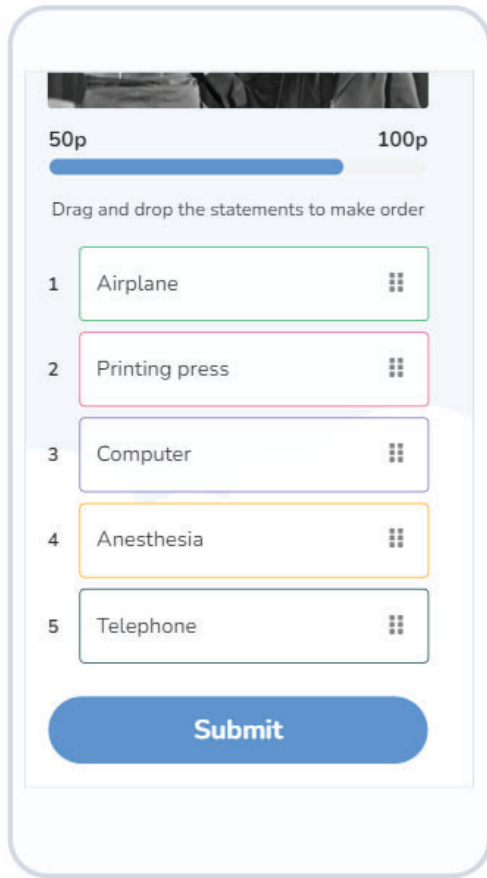 50p 100p
Drag and drop the statements to make order
1 Airplane
2 Printing press
3 Computer
4 Anesthesia
5 Telephone
Submit